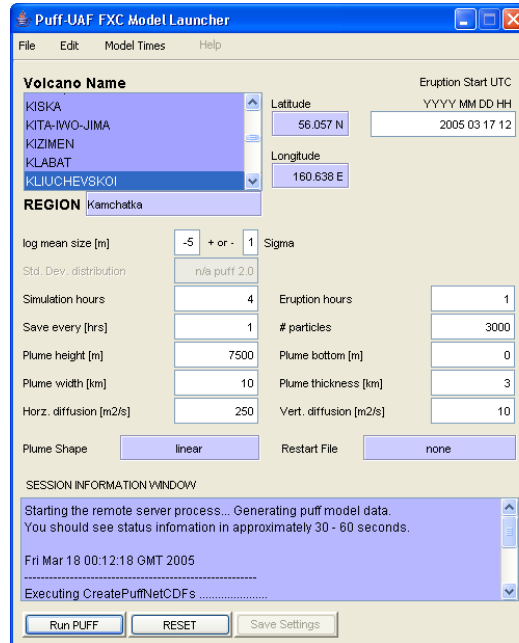 Puff-UAF FXC Model Launcher
File Edit Model Times Help
Volcano Name
Eruption Start UTC
KISKA
KITA-IWO-JIMA
KIZIMEN
KLABAT
KLIUCHEVSKOI
Latitude
YYYY MM DD HH
56.057 N
2005 03 17 12
Longitude
160.638 E
REGION Kamchatka
log mean size [m] -5 + or - 1 Sigma
Std. Dev. distribution n/a puff 2.0
Simulation hours 4 Eruption hours 1
Save every [hrs] 1 # particles 3000
Plume height [m] 7500 Plume bottom [m] 0
Plume width [km] 10 Plume thickness [km] 3
Horz. diffusion [m2/s] 250 Vert. diffusion [m2/s] 10
Plume Shape linear Restart File none
SESSION INFORMATION WINDOW
Starting the remote server process... Generating puff model data.
You should see status infomation in approximately 30 - 60 seconds.
Fri Mar 18 00:12:18 GMT 2005
----------------------------------------------------------
Executing CreatePuffNetCDFs .....................
Run PUFF RESET Save Settings